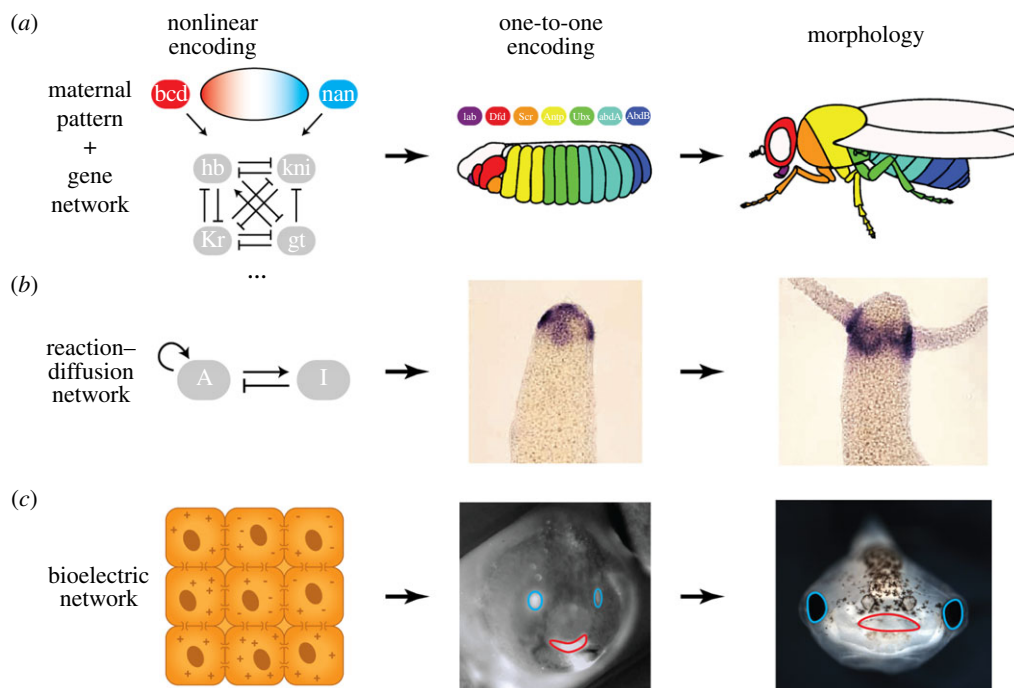 (a)
nonlinear
encoding
one-to-one
encoding
morphology
maternal
pattern
+
gene
network
bcd
nan
hb
kni
Kr
gt
...
lab
Dfd
Scr
Antp
Ubx
abdA
AbdB
(b)
reaction–
diffusion
network
A
I
(c)
bioelectric
network